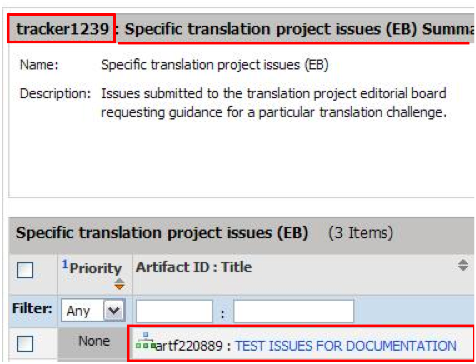 tracker1239 : Specific translation project issues (EB) Summa
Name: Specific translation project issues (EB)
Description: Issues submitted to the translation project editorial board
requesting guidance for a particular translation challenge.
Specific translation project issues (EB) (3 Items)
1Priority Artifact ID : Title
Filter: Any :
None artf220889 : TEST ISSUES FOR DOCUMENTATION